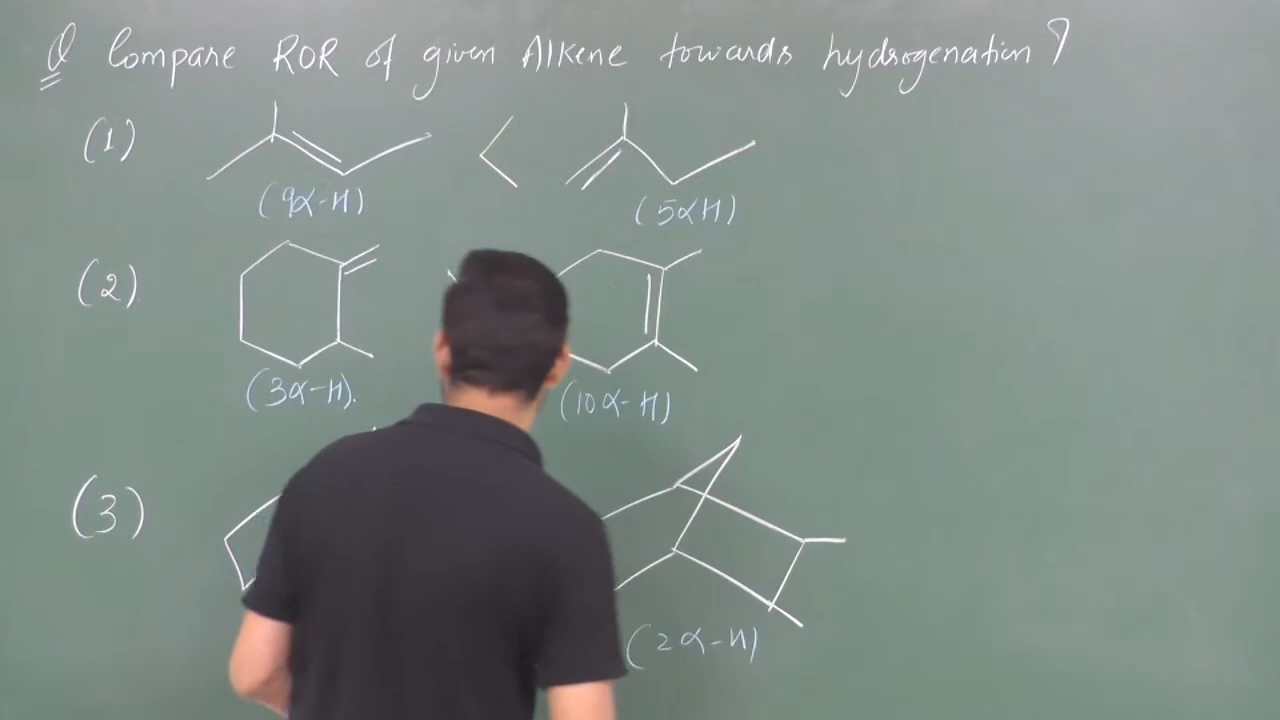 Q Compare ROR of given Alkene towards hydrogenation?
(1) <
(9α-H) (5αH)
(2)
(3α-H). (10α-H)
(3)
(2α-H)